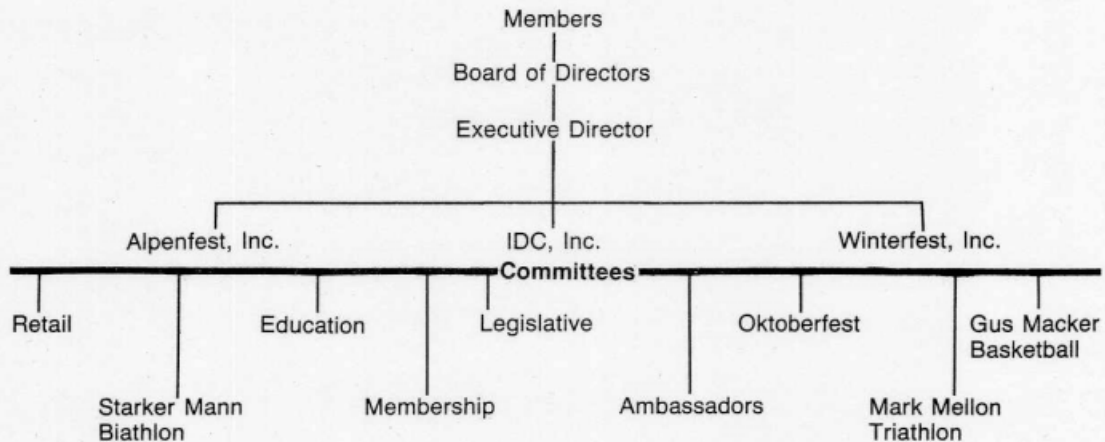 Members
Board of Directors
Executive Director
Alpenfest, Inc.
IDC, Inc.
Winterfest, Inc.
Committees
Retail
Education
Legislative
Oktoberfest
Gus Macker
Basketball
Starker Mann
Biathlon
Membership
Ambassadors
Mark Mellon
Triathlon